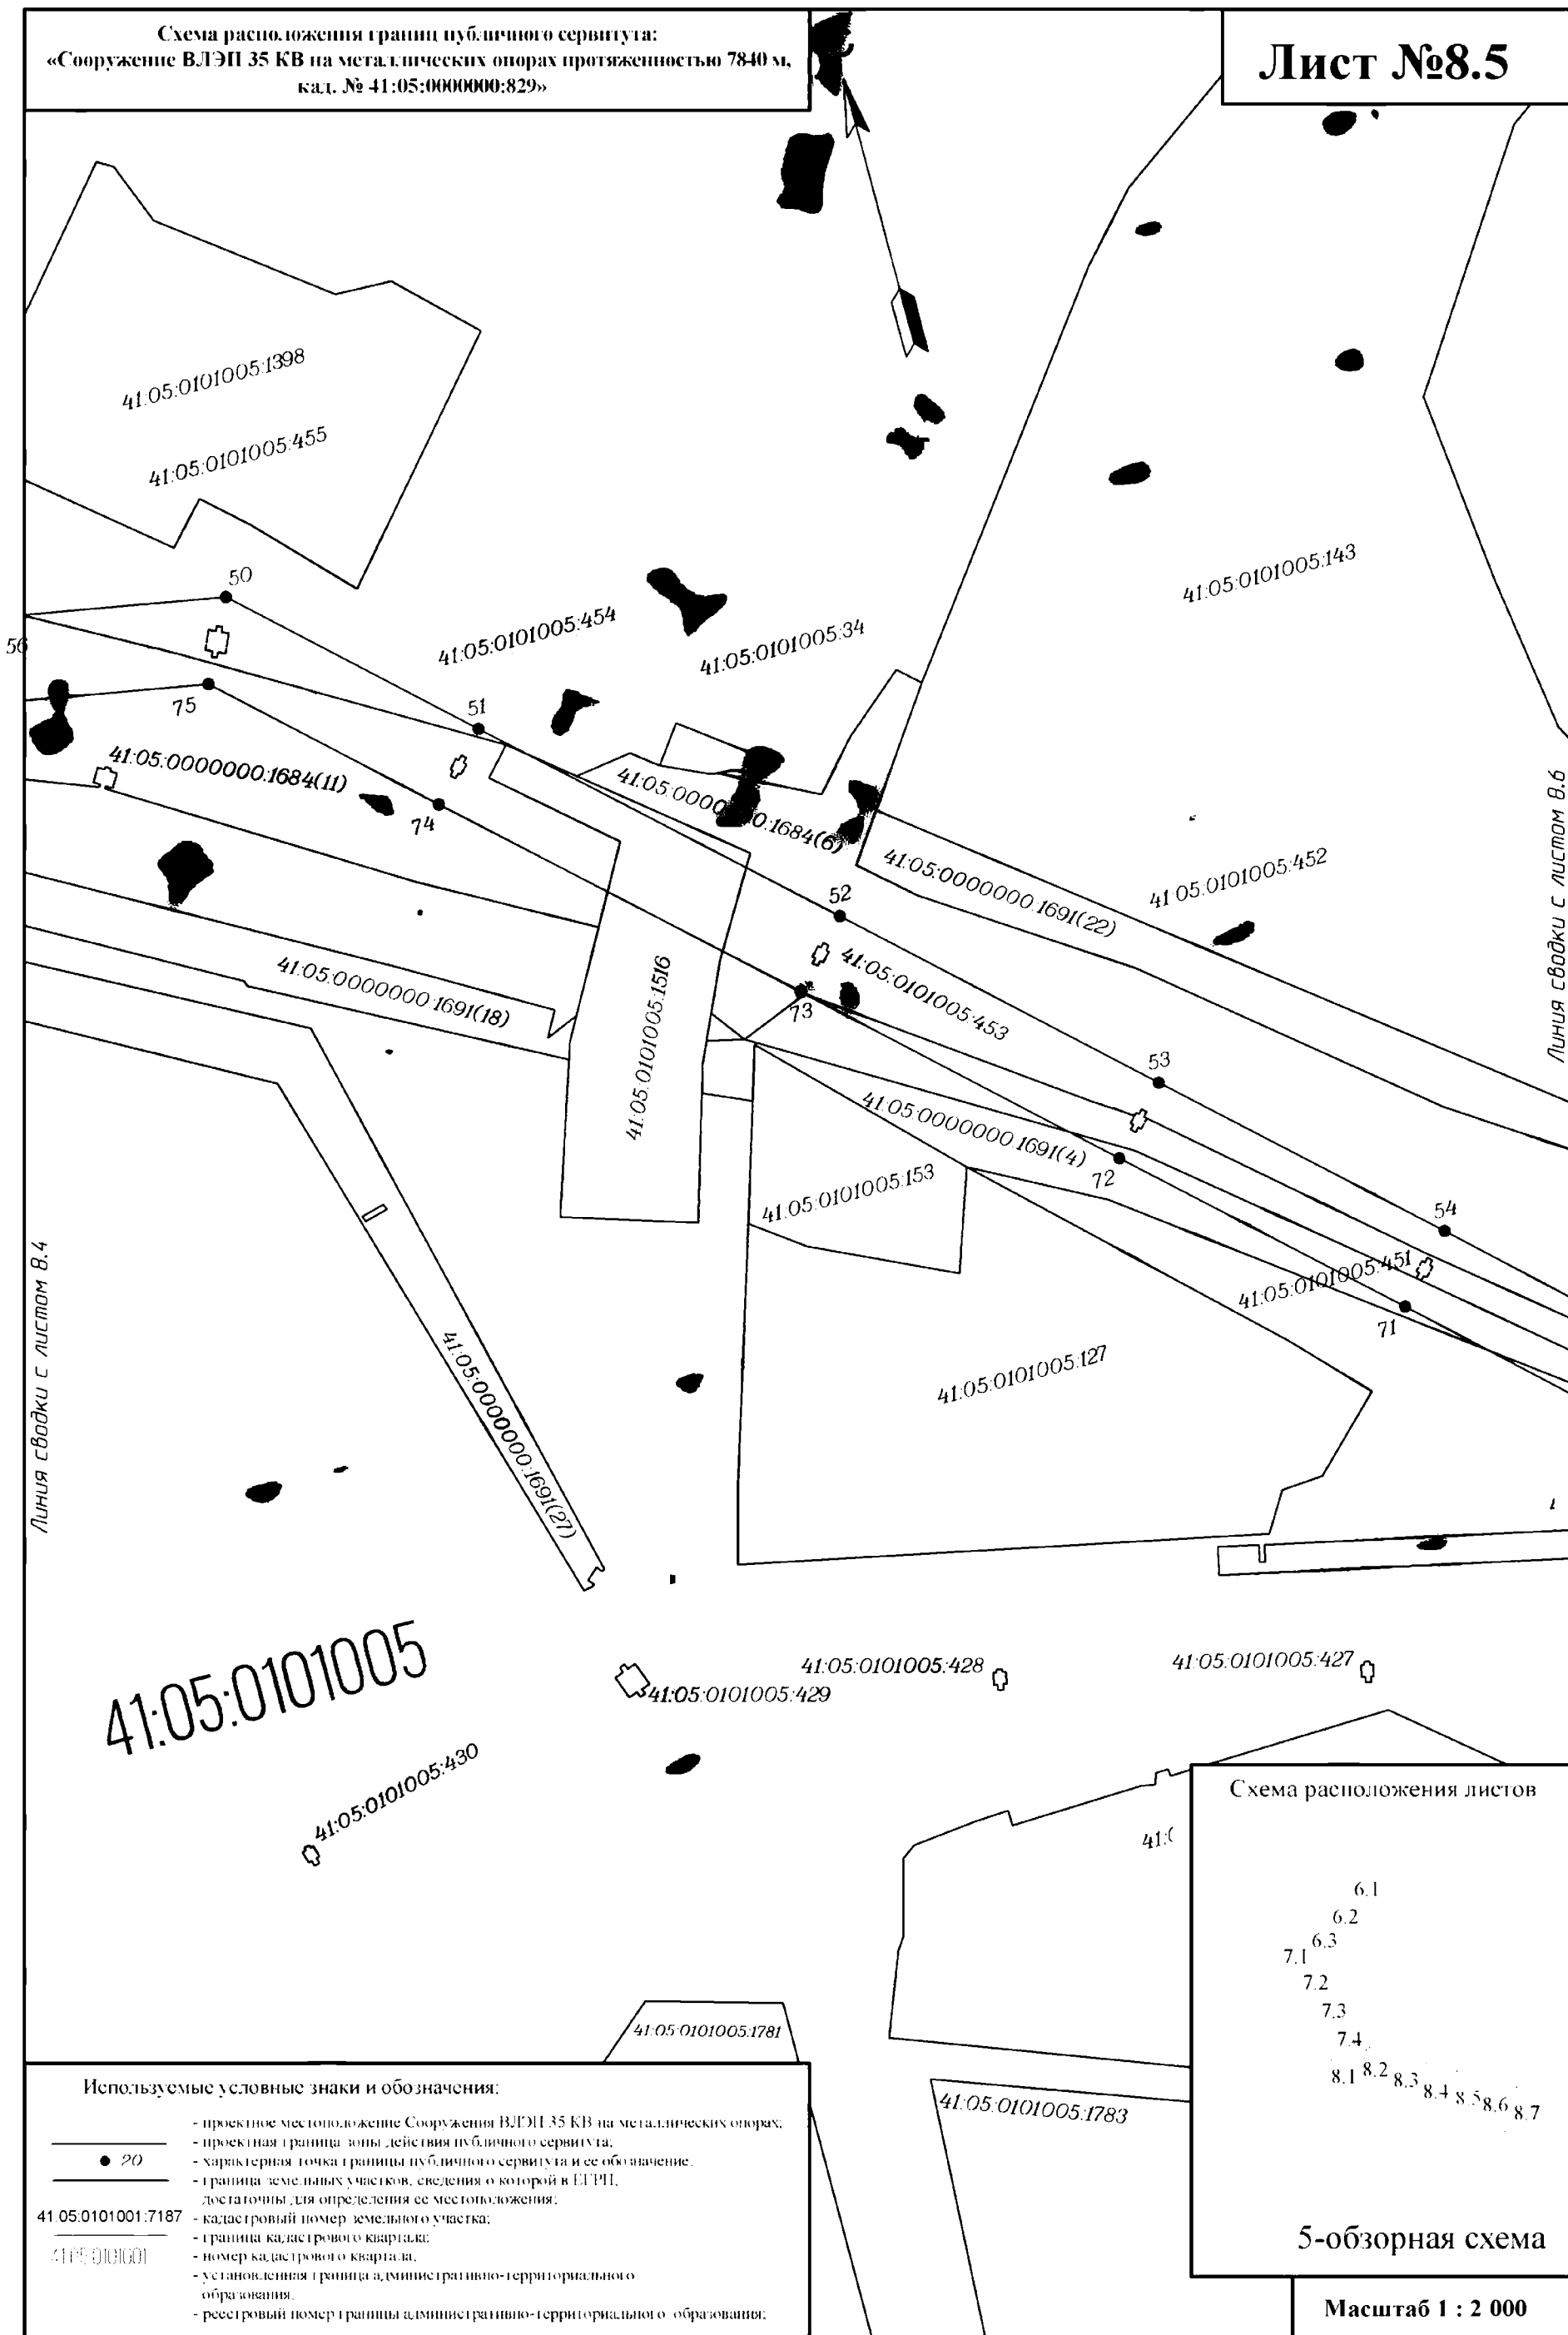 Схема расположения границ публичного сервитута:
«Сооружение ВЛЭП 35 КВ на металлических опорах протяженностью 7840 м,
кад. № 41:05:0000000:829»
Лист №8.5
41:05:0101005:1398
41:05:0101005:455
50
41:05:0101005:454
41:05:0101005:34
41:05:0101005:143
56
75
51
41:05:0000000:1684(11)
74
0:1684(6)
41:05:0000000:1691(22)
41:05:0101005:452
Линия сводки с листом 8.6
52
41:05:0101005:453
41:05:0000000:1691(18)
41:05:0101005:1516
73
53
41:05:0000000:1691(4)
72
41:05:0101005:153
54
41:05:0101005:451
71
Линия сводки с листом 8.4
41:05:0101005:127
41:05:0000000:1691(27)
41:05:0101005
41:05:0101005:428
41:05:0101005:427
41:05:0101005:429
41:05:0101005:430
Схема расположения листов
6.1
6.2
6.3
7.1
7.2
7.3
7.4
8.1 8.2 8.3 8.4 8.5 8.6 8.7
5-обзорная схема
41:05:0101005:1781
41:05:0101005:1783
Используемые условные знаки и обозначения:
- проектное местоположение Сооружения ВЛЭП 35 КВ на металлических опорах;
- проектная граница зоны действия публичного сервитута;
20 - характерная точка границы публичного сервитута и ее обозначение.
- граница земельных участков, сведения о которой в ЕГРН,
достаточны для определения ее местоположения;
41:05:0101001:7187 - кадастровый номер земельного участка;
- граница кадастрового квартала;
41:05:0101001 - номер кадастрового квартала;
- установленная граница административно-территориального
образования.
- реестровый номер границы административно-территориального образования;
Масштаб 1 : 2 000